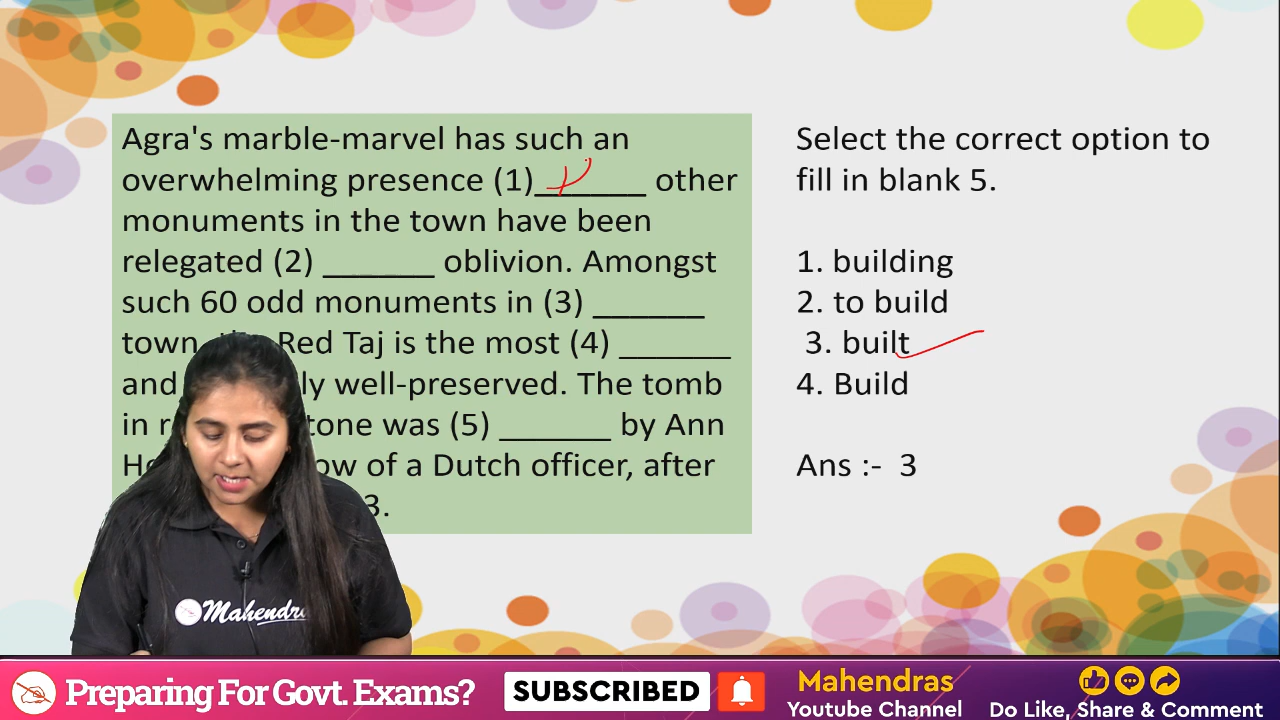 Agra's marble-marvel has such an
overwhelming presence (1)______ other
monuments in the town have been
relegated (2) ______ oblivion. Amongst
such 60 odd monuments in (3) ______
town, Red Taj is the most (4) ______
and well-preserved. The tomb
in was (5) ______ by Ann
of a Dutch officer, after
3.
Select the correct option to
fill in blank 5.
1. building
2. to build
3. built
4. Build
Ans :- 3
Mahendra
Preparing For Govt. Exams?
SUBSCRIBED
Mahendras
Youtube Channel
Do Like, Share & Comment